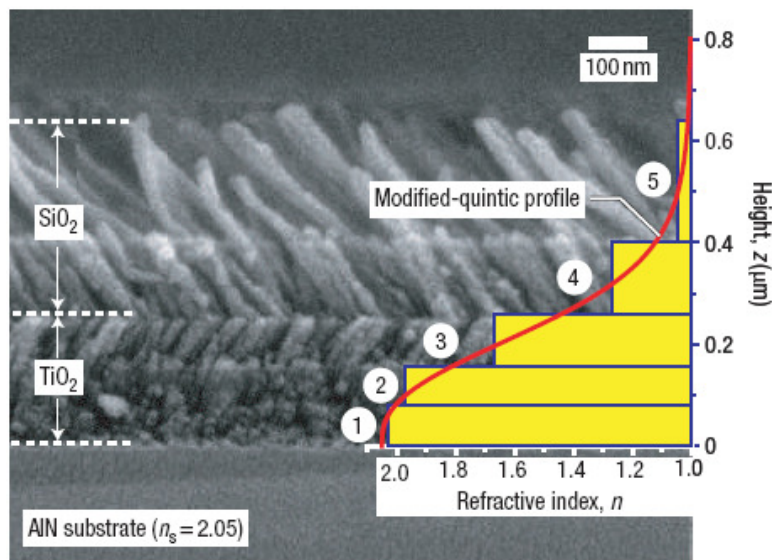 0.8
100 nm
0.6
5
Modified-quintic profile
SiO₂
Height, z(μm)
0.4
4
3
TiO₂
0.2
2
1
0
2.0 1.8 1.6 1.4 1.2 1.0
Refractive index, n
AlN substrate (nₛ = 2.05)